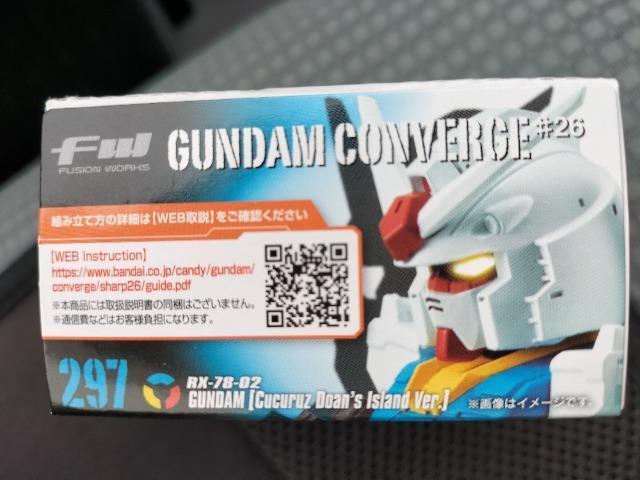 FW
FUSION WORKS
GUNDAM CONVERGE #26
組み立て方の詳細は【WEB取説】をご確認ください
【WEB Instruction】
https://www.bandai.co.jp/candy/gundam/
converge/sharp26/guide.pdf
※本商品には取扱説明書の同梱はございません。
※通信費などはお客様負担になります。
297
RX-78-02
GUNDAM [Cucuruz Doan's Island Ver.]
※画像はイメージです。